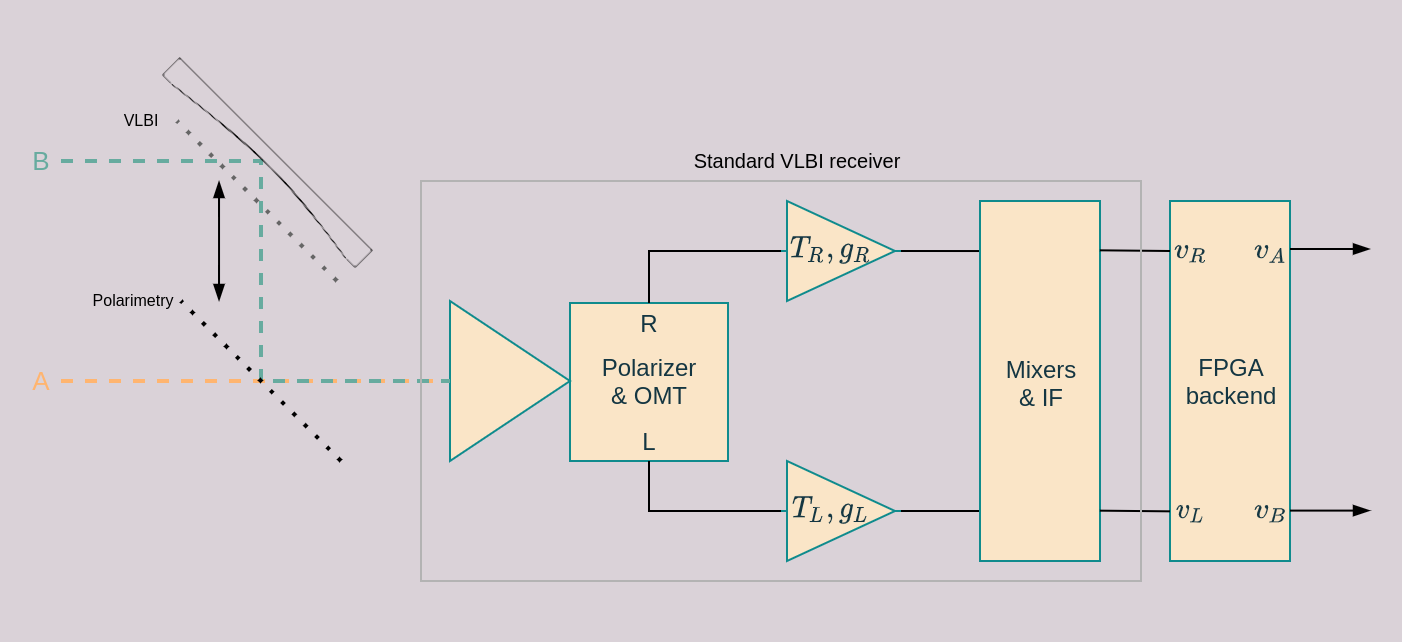 VLBI
B
Standard VLBI receiver
Polarimetry
A
R
Polarizer
& OMT
L
T_R, g_R
T_L, g_L
Mixers
& IF
v_R
v_A
FPGA
backend
v_L
v_B